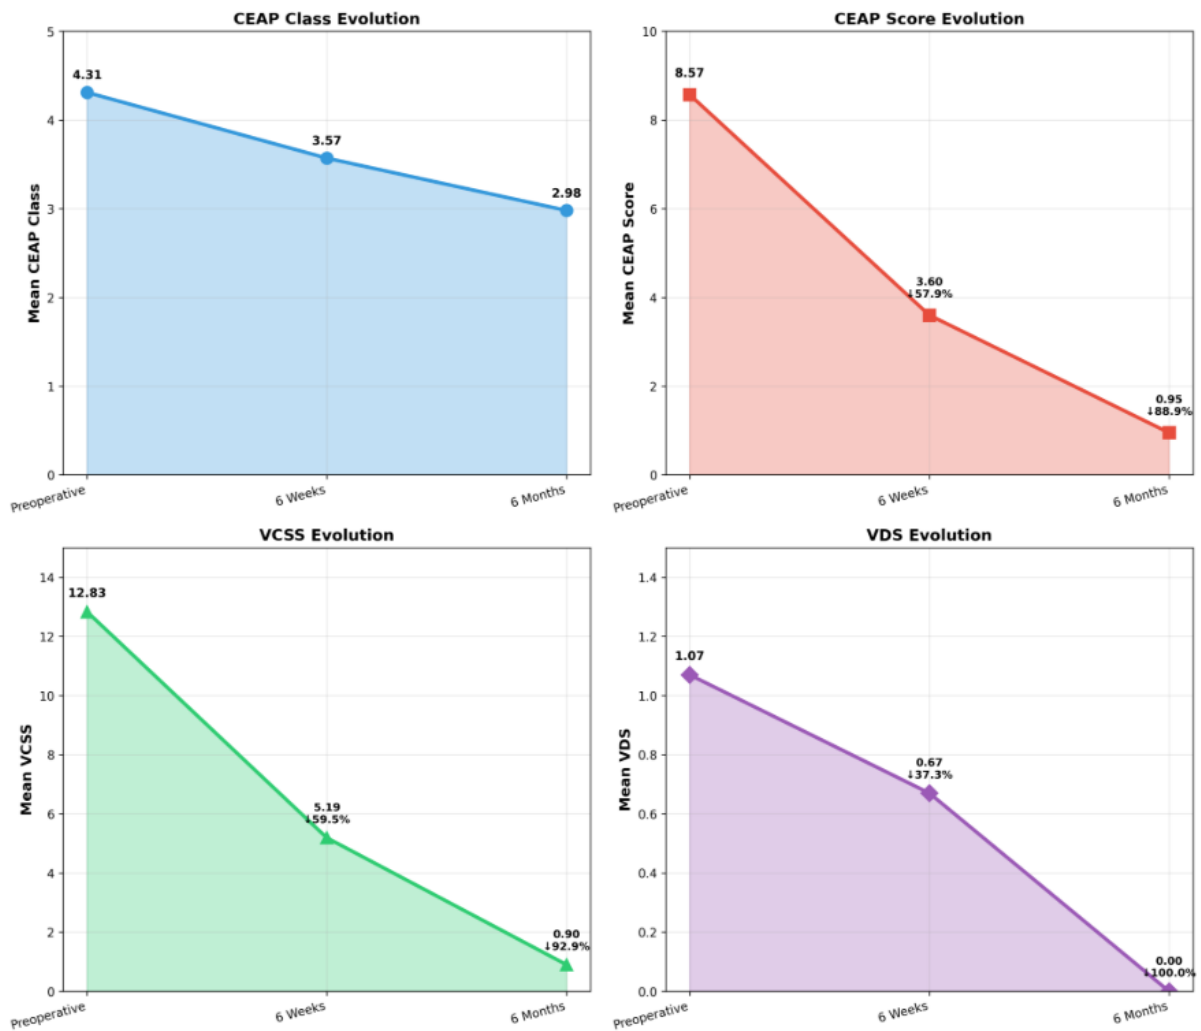 CEAP Class Evolution
5
4
3
2
1
0
Mean CEAP Class
4.31
3.57
2.98
Preoperative
6 Weeks
6 Months
CEAP Score Evolution
10
8
6
4
2
0
Mean CEAP Score
8.57
3.60
↓57.9%
0.95
↓88.9%
Preoperative
6 Weeks
6 Months
VCSS Evolution
14
12
10
8
6
4
2
0
Mean VCSS
12.83
5.19
↓59.5%
0.90
↓92.9%
Preoperative
6 Weeks
6 Months
VDS Evolution
1.4
1.2
1.0
0.8
0.6
0.4
0.2
0.0
Mean VDS
1.07
0.67
↓37.3%
0.00
↓100.0%
Preoperative
6 Weeks
6 Months